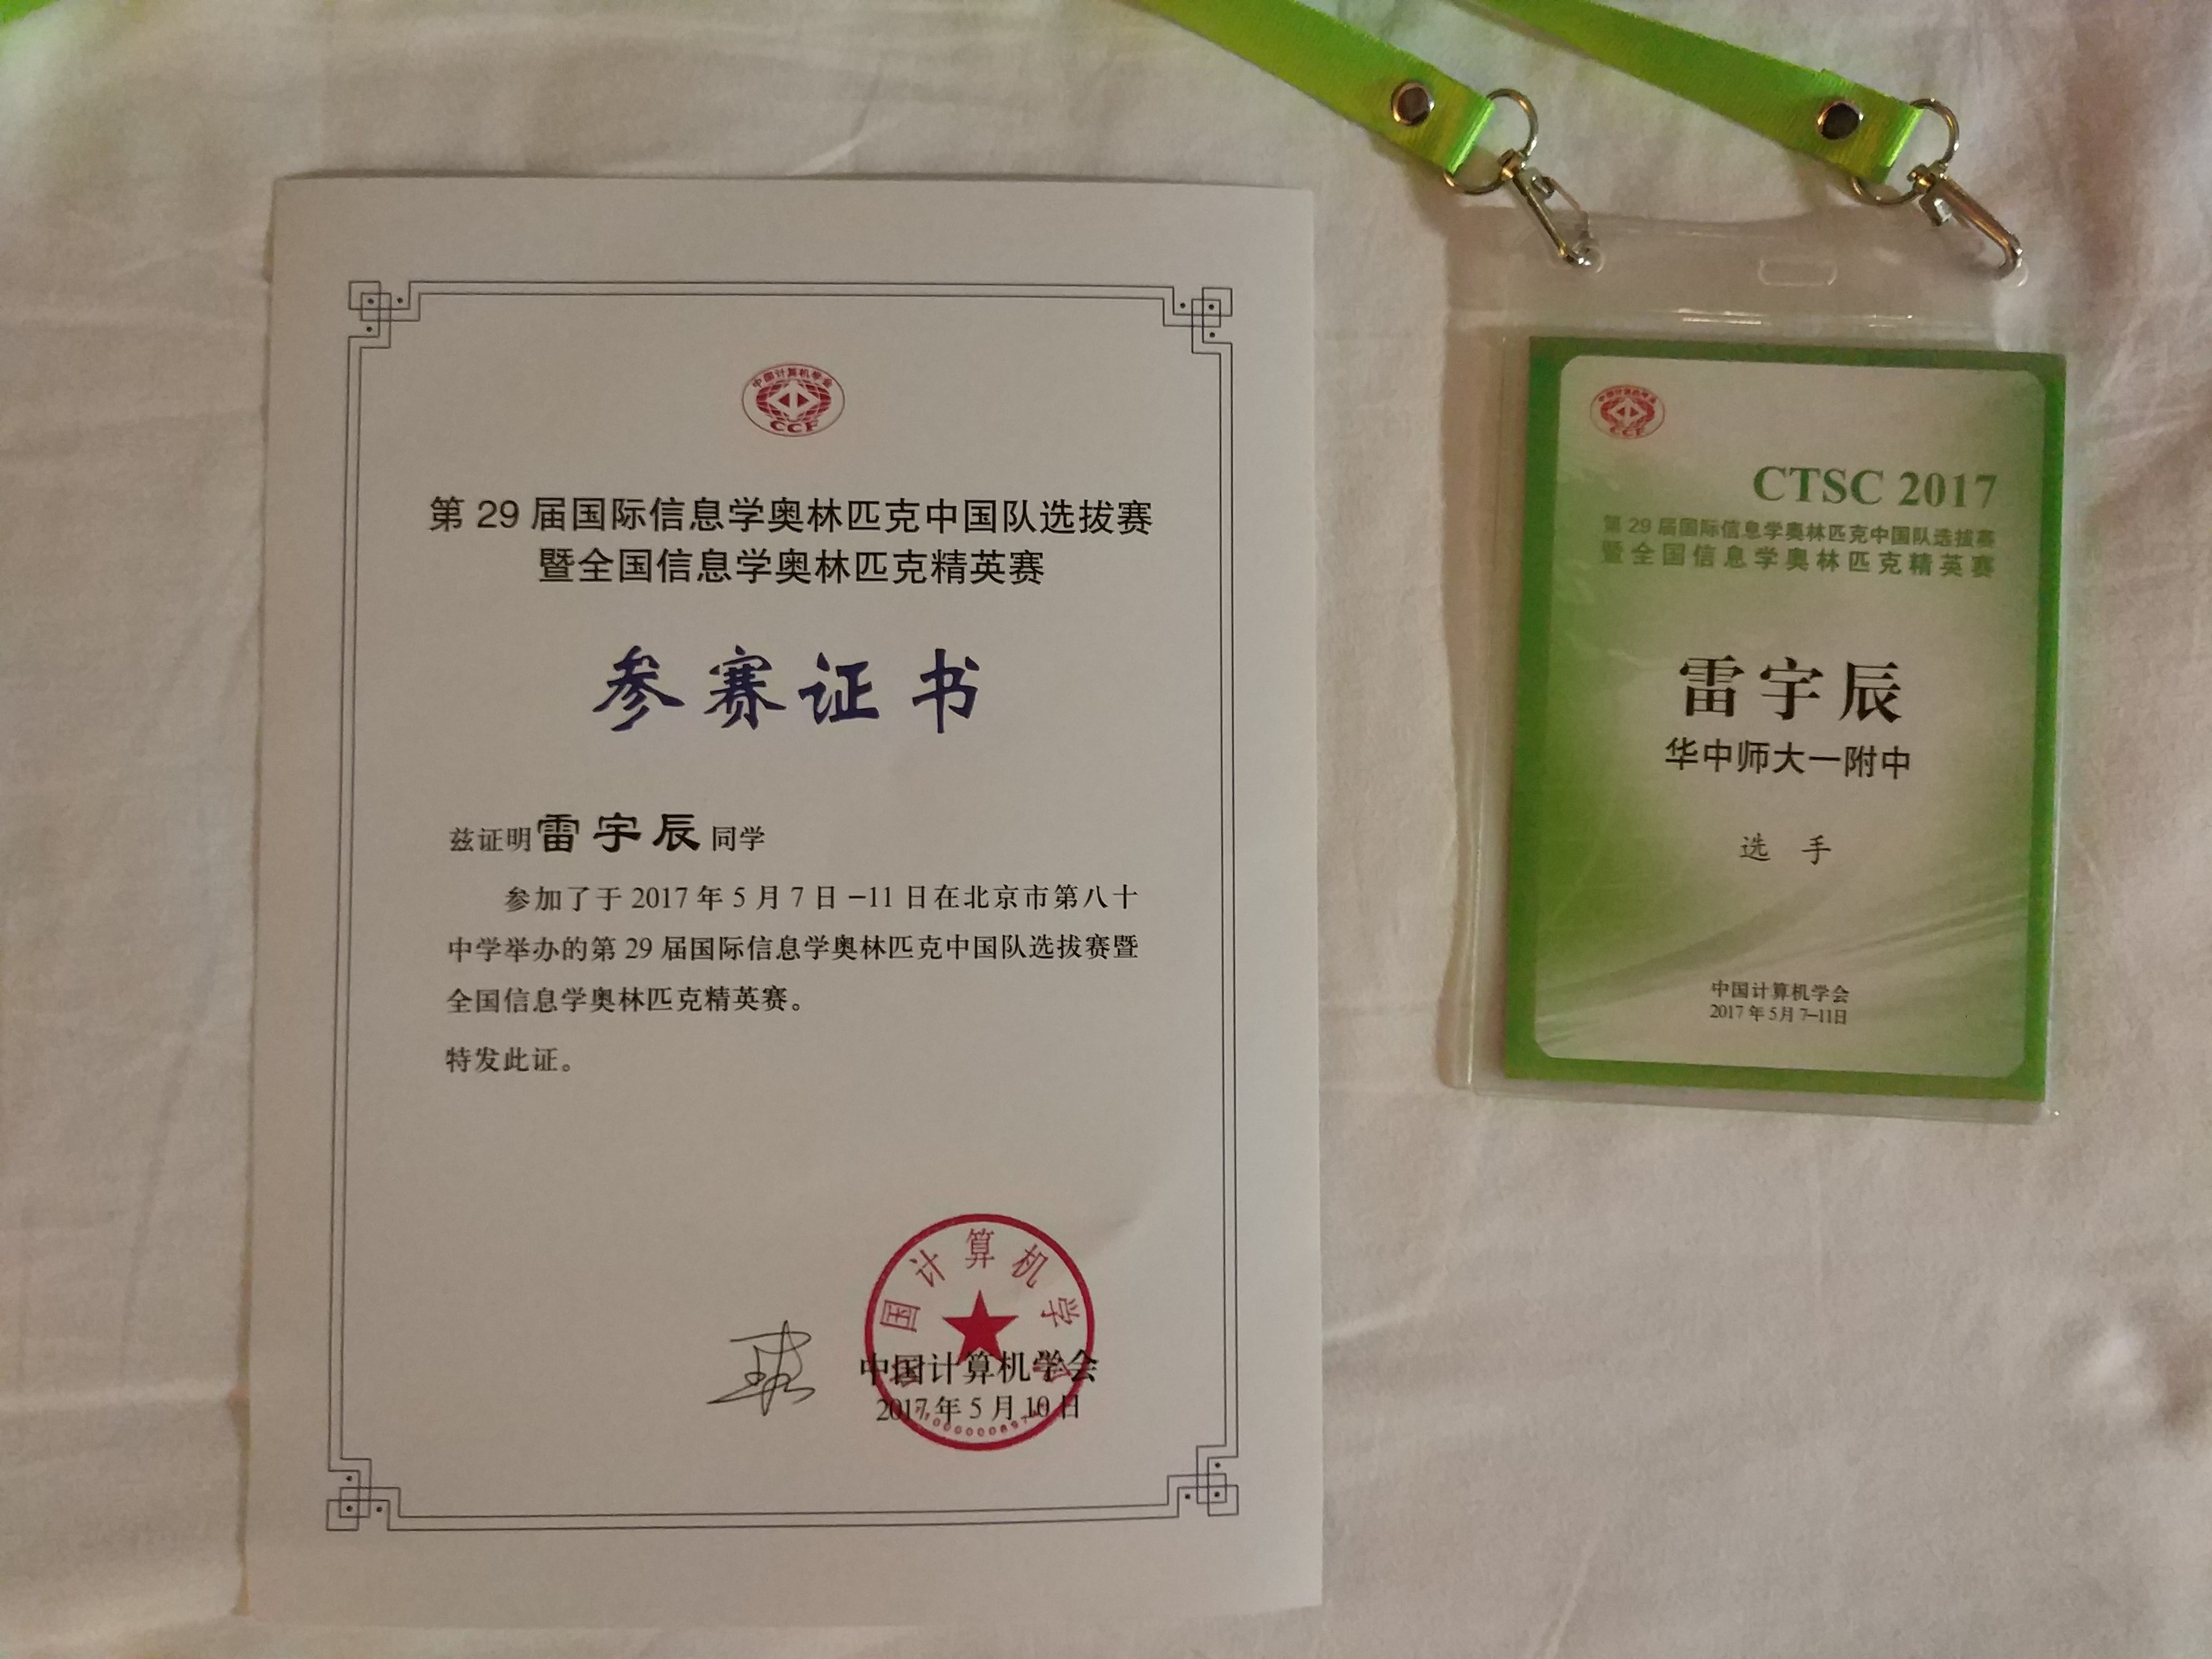 中国计算机学会
CCF
第 29 届国际信息学奥林匹克中国队选拔赛
暨全国信息学奥林匹克精英赛
参赛证书
兹证明雷宇辰同学
参加了于 2017 年 5 月 7 日 –11 日在北京市第八十
中学举办的第 29 届国际信息学奥林匹克中国队选拔赛暨
全国信息学奥林匹克精英赛。
特发此证。
中国计算机学会
中国计算机学会
2017 年 5 月 10 日
中国计算机学会
CCF
CTSC 2017
第 29 届国际信息学奥林匹克中国队选拔赛
暨全国信息学奥林匹克精英赛
雷宇辰
华中师大一附中
选 手
中国计算机学会
2017 年 5月 7–11日